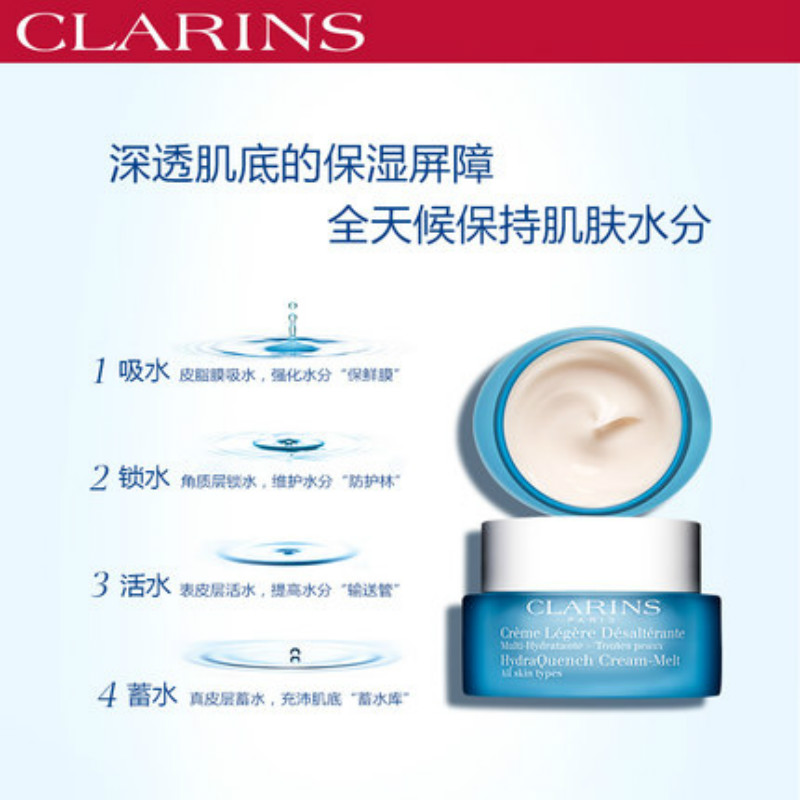 CLARINS
深透肌底的保湿屏障
全天候保持肌肤水分
1 吸水 皮脂膜吸水，强化水分“保鲜膜”
2 锁水 角质层锁水，维护水分“防护林”
3 活水 表皮层活水，提高水分“输送管”
4 蓄水 真皮层蓄水，充沛肌底“蓄水库”
CLARINS
PARIS
Crème Légère Désaltérante
Multi-Hydratante - Toutes peaux
HydraQuench Cream-Melt
All skin types